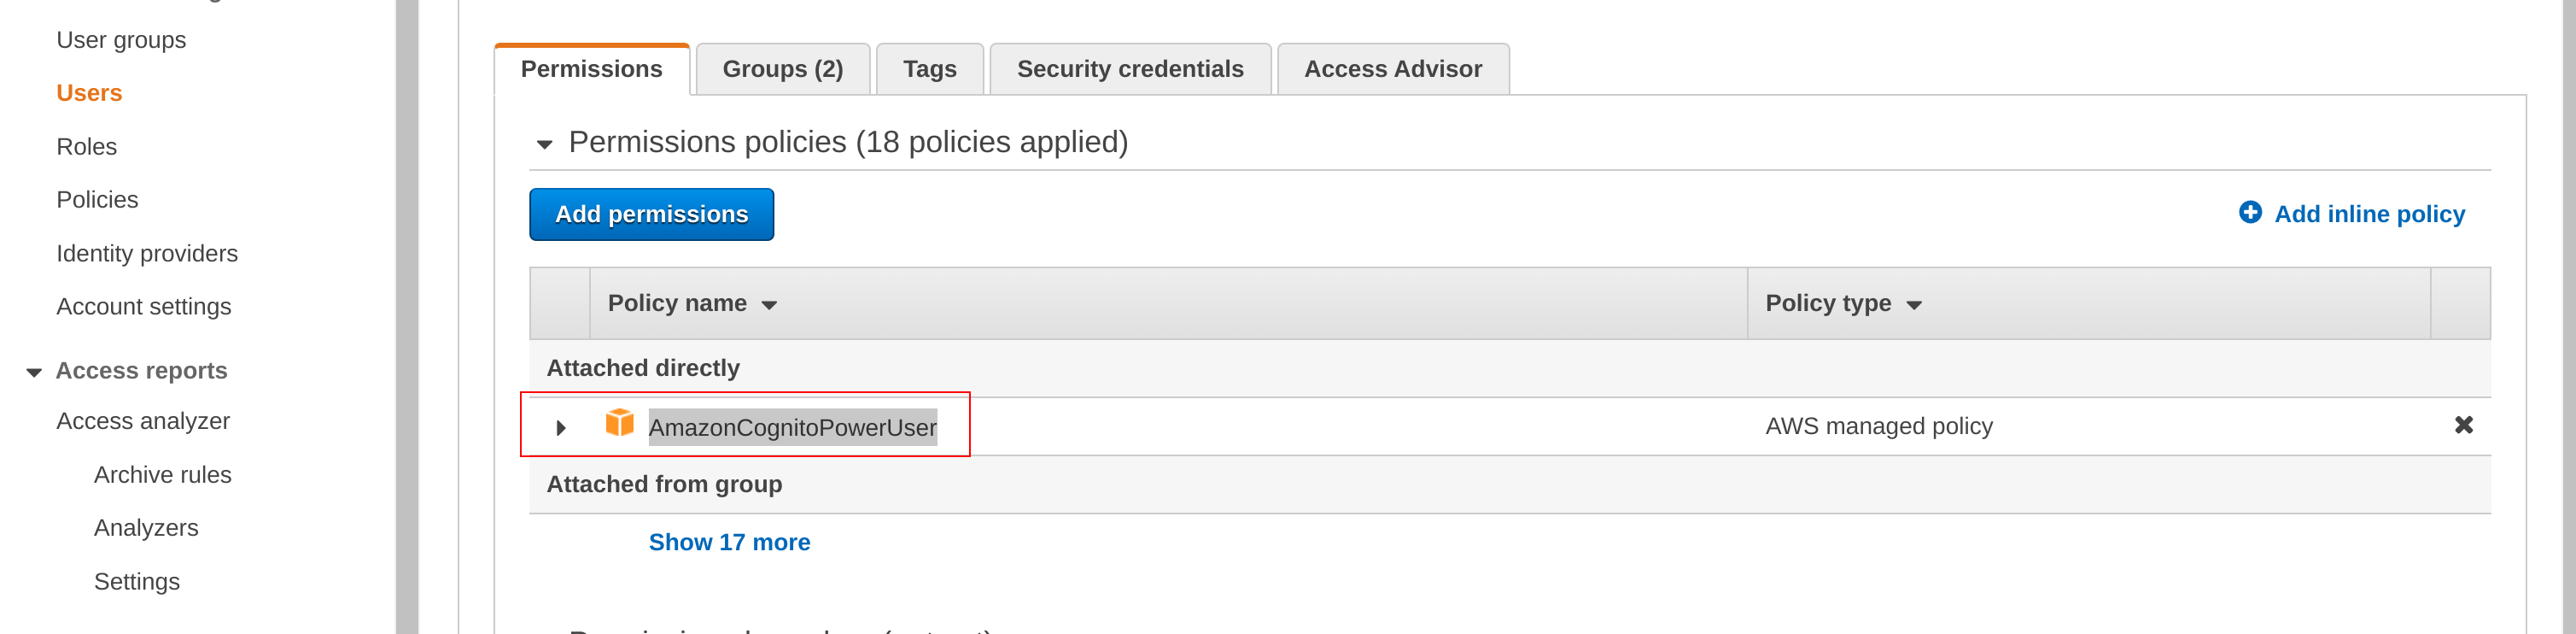 User groups
Users
Roles
Policies
Identity providers
Account settings
Access reports
Access analyzer
Archive rules
Analyzers
Settings
Permissions
Groups (2)
Tags
Security credentials
Access Advisor
Permissions policies (18 policies applied)
Add permissions
Add inline policy
Policy name
Policy type
Attached directly
AmazonCognitoPowerUser
AWS managed policy
Attached from group
Show 17 more